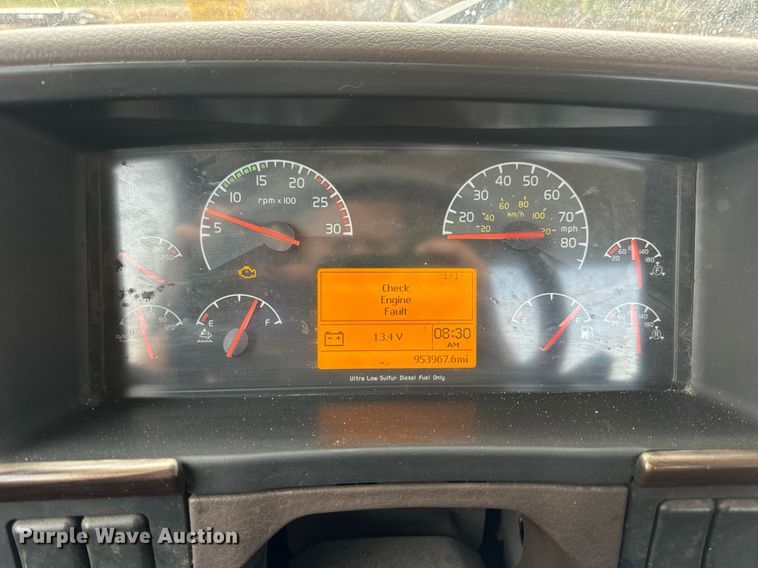 5 10 15 20 25 30
rpm x 100
20 30 40 50 60 70 80
mph
20 40 60 80 100 120
km/h
E F
E F
1/1
Check
Engine
Fault
13.4 V
08:30
AM
953967.6mi
Ultra Low Sulfur Diesel Fuel Only
Purple Wave Auction